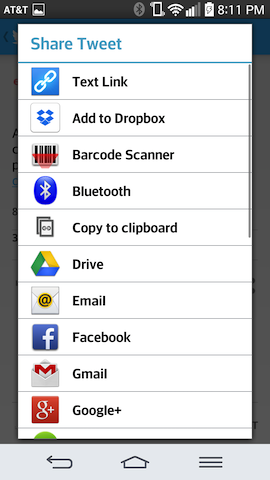 AT&T 8:11 PM
Share Tweet
Text Link
Add to Dropbox
Barcode Scanner
Bluetooth
Copy to clipboard
Drive
Email
Facebook
Gmail
Google+